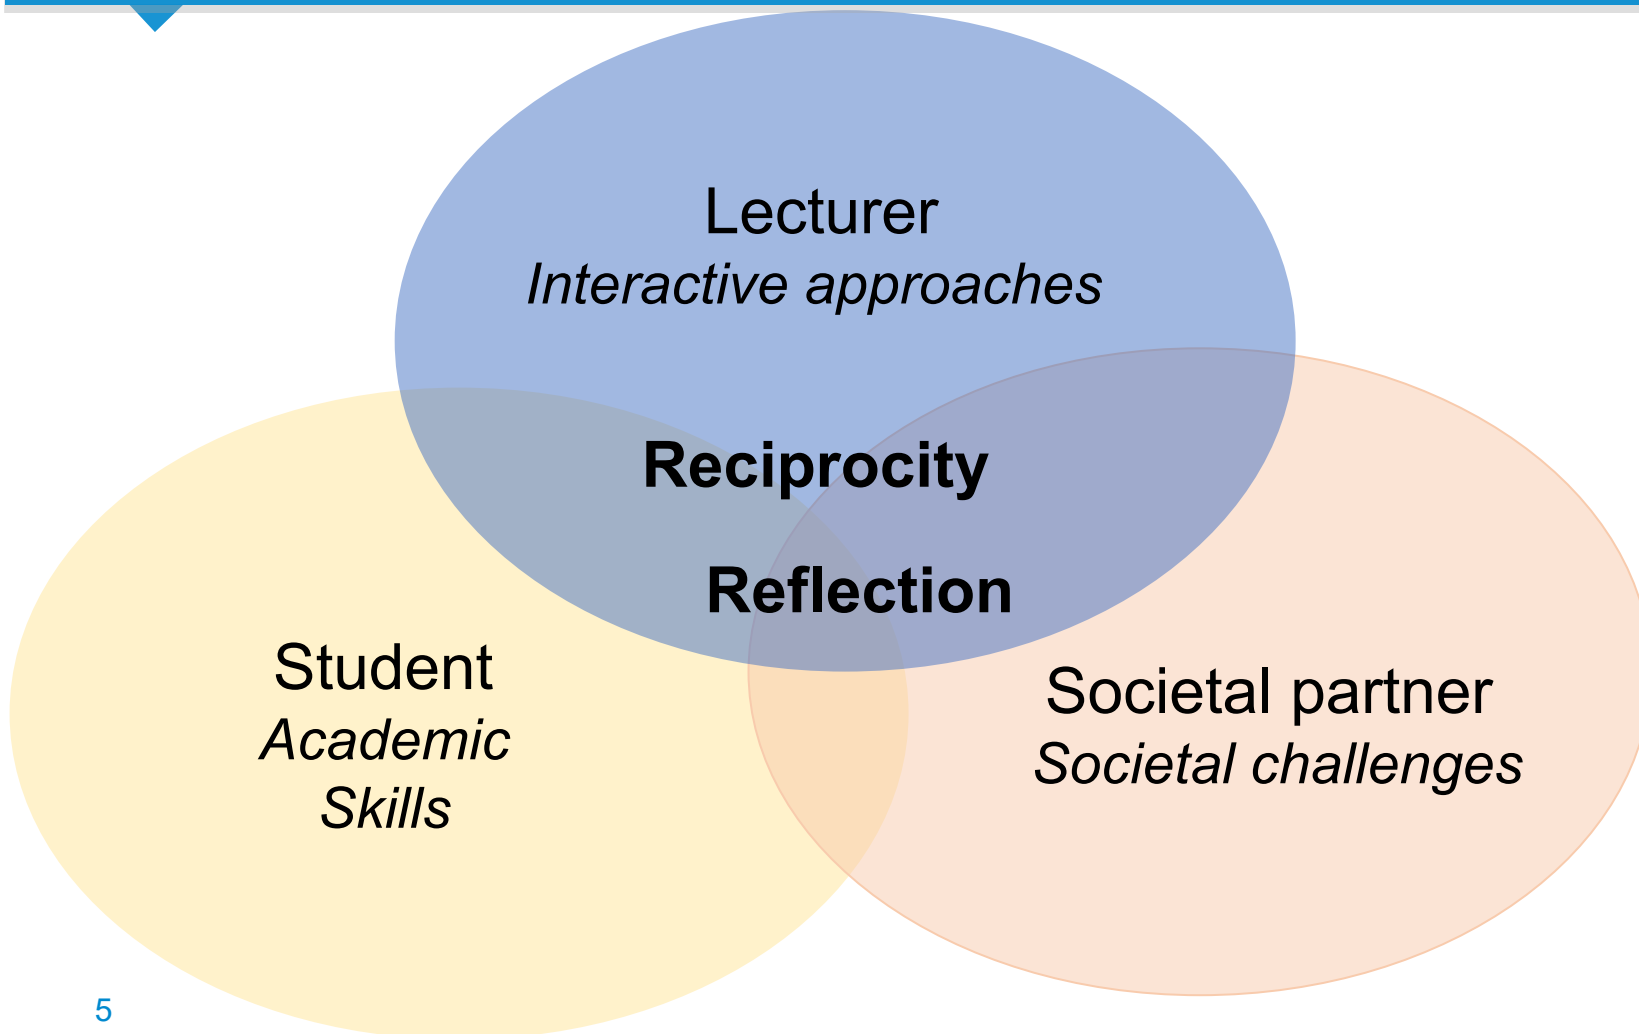 Lecturer
Interactive approaches
Reciprocity
Reflection
Student
Academic
Skills
Societal partner
Societal challenges
5